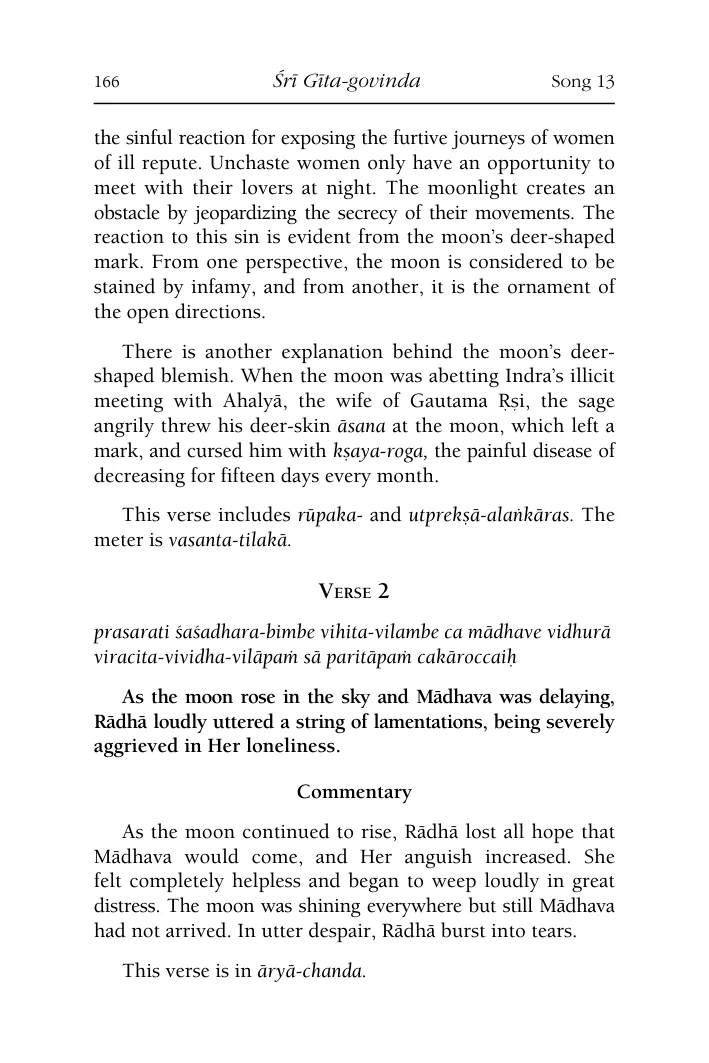 166 Śrī Gīta-govinda Song 13
the sinful reaction for exposing the furtive journeys of women
of ill repute. Unchaste women only have an opportunity to
meet with their lovers at night. The moonlight creates an
obstacle by jeopardizing the secrecy of their movements. The
reaction to this sin is evident from the moon’s deer-shaped
mark. From one perspective, the moon is considered to be
stained by infamy, and from another, it is the ornament of
the open directions.
There is another explanation behind the moon’s deer-
shaped blemish. When the moon was abetting Indra’s illicit
meeting with Ahalyā, the wife of Gautama Ṛṣi, the sage
angrily threw his deer-skin āsana at the moon, which left a
mark, and cursed him with kṣaya-roga, the painful disease of
decreasing for fifteen days every month.
This verse includes rūpaka- and utprekṣā-alaṅkāras. The
meter is vasanta-tilakā.
Verse 2
prasarati śaśadhara-bimbe vihita-vilambe ca mādhave vidhurā
viracita-vividha-vilāpaṁ sā paritāpaṁ cakāroccaiḥ
As the moon rose in the sky and Mādhava was delaying,
Rādhā loudly uttered a string of lamentations, being severely
aggrieved in Her loneliness.
Commentary
As the moon continued to rise, Rādhā lost all hope that
Mādhava would come, and Her anguish increased. She
felt completely helpless and began to weep loudly in great
distress. The moon was shining everywhere but still Mādhava
had not arrived. In utter despair, Rādhā burst into tears.
This verse is in āryā-chanda.